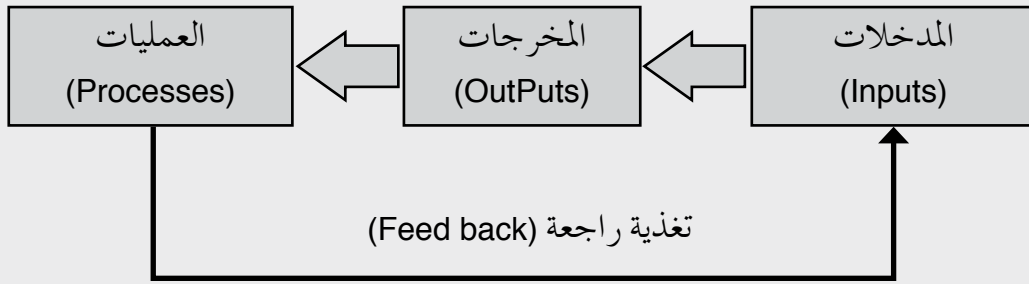 المدخلات
(Inputs)
المخرجات
(OutPuts)
العمليات
(Processes)
تغذية راجعة (Feed back)